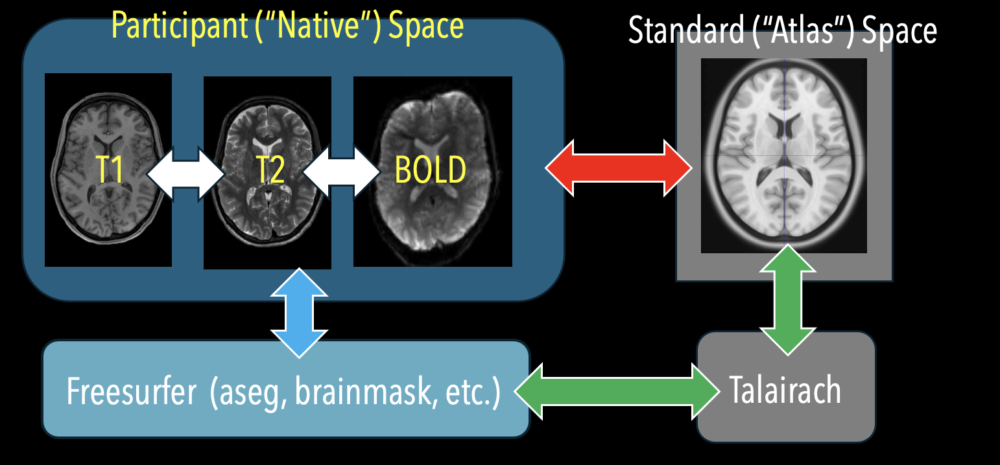 Participant (“Native”) Space
Standard (“Atlas”) Space
T1
T2
BOLD
Freesurfer (aseg, brainmask, etc.)
Talairach